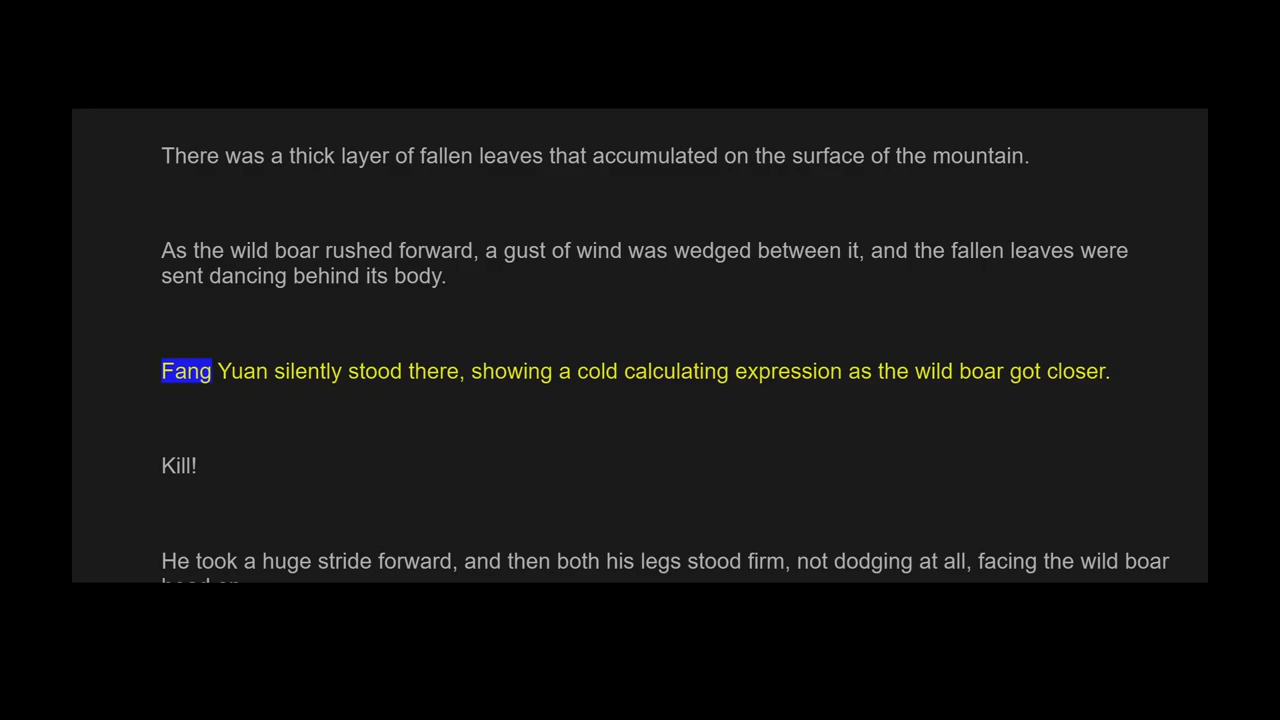 There was a thick layer of fallen leaves that accumulated on the surface of the mountain.
As the wild boar rushed forward, a gust of wind was wedged between it, and the fallen leaves were
sent dancing behind its body.
Fang Yuan silently stood there, showing a cold calculating expression as the wild boar got closer.
Kill!
He took a huge stride forward, and then both his legs stood firm, not dodging at all, facing the wild boar